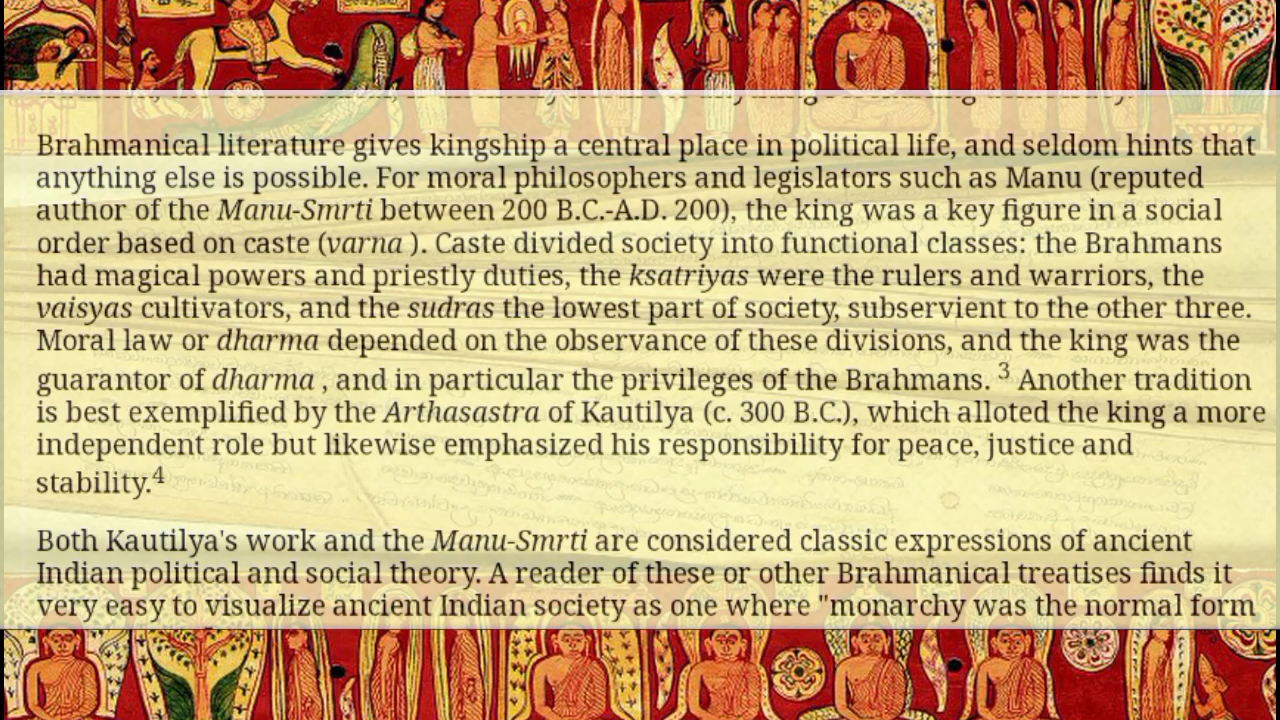 Brahmanical literature gives kingship a central place in political life, and seldom hints that
anything else is possible. For moral philosophers and legislators such as Manu (reputed
author of the Manu-Smrti between 200 B.C.-A.D. 200), the king was a key figure in a social
order based on caste (varna ). Caste divided society into functional classes: the Brahmans
had magical powers and priestly duties, the ksatriyas were the rulers and warriors, the
vaisyas cultivators, and the sudras the lowest part of society, subservient to the other three.
Moral law or dharma depended on the observance of these divisions, and the king was the
guarantor of dharma , and in particular the privileges of the Brahmans. 3 Another tradition
is best exemplified by the Arthasastra of Kautilya (c. 300 B.C.), which alloted the king a more
independent role but likewise emphasized his responsibility for peace, justice and
stability.4
Both Kautilya's work and the Manu-Smrti are considered classic expressions of ancient
Indian political and social theory. A reader of these or other Brahmanical treatises finds it
very easy to visualize ancient Indian society as one where "monarchy was the normal form